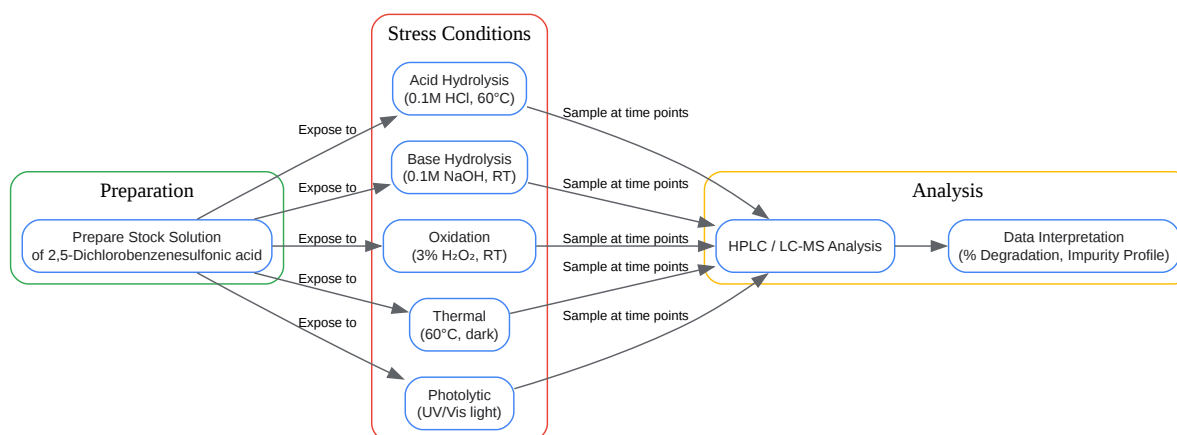 Preparation
Prepare Stock Solution
of 2,5-Dichlorobenzenesulfonic acid
Expose to
Expose to
Expose to
Expose to
Expose to
Stress Conditions
Acid Hydrolysis
(0.1M HCl, 60°C)
Base Hydrolysis
(0.1M NaOH, RT)
Oxidation
(3% H₂O₂, RT)
Thermal
(60°C, dark)
Photolytic
(UV/Vis light)
Sample at time points
Sample at time points
Sample at time points
Sample at time points
Sample at time points
Analysis
HPLC / LC-MS Analysis
Data Interpretation
(% Degradation, Impurity Profile)